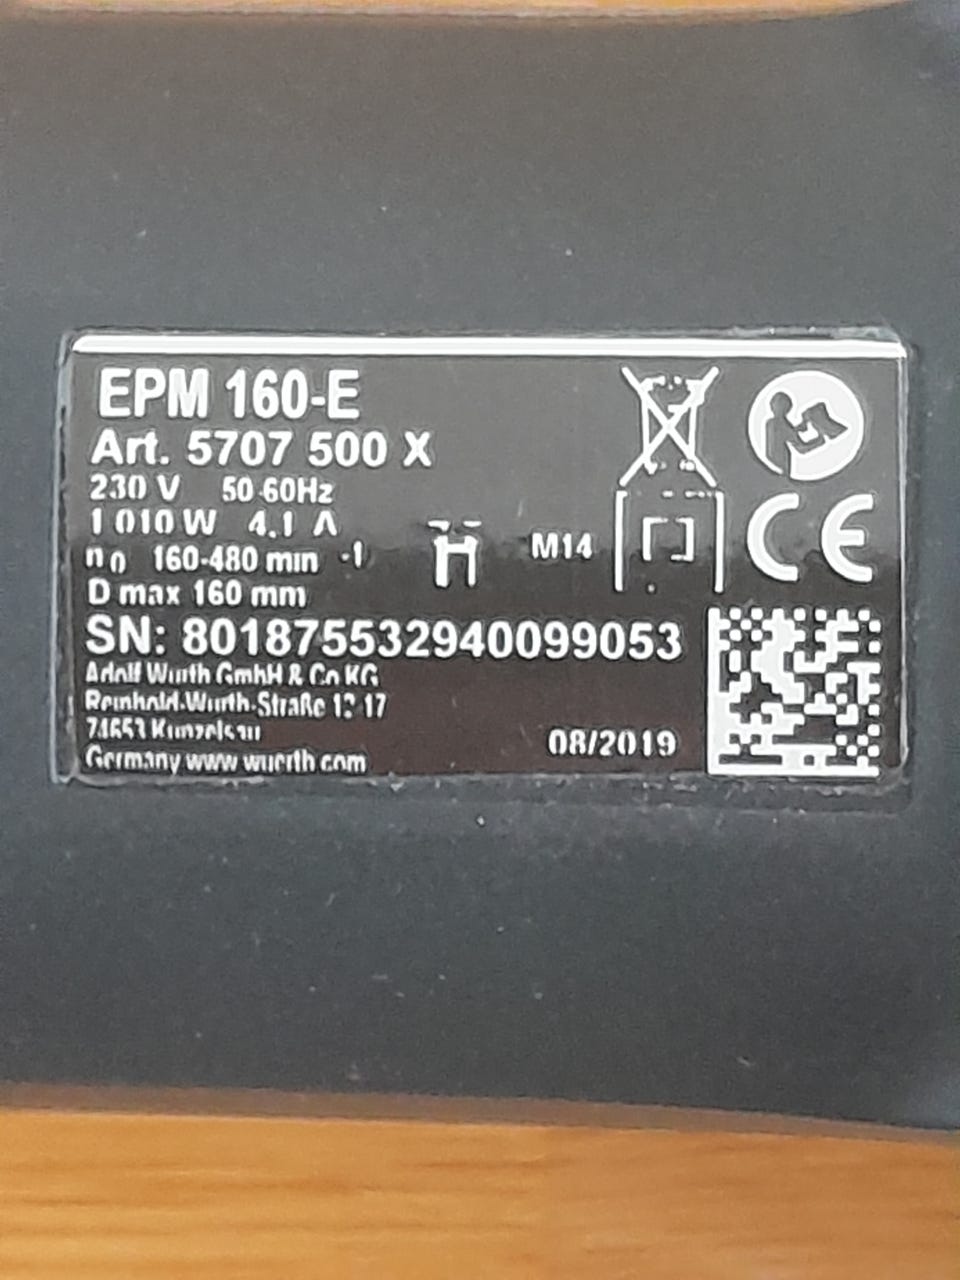 EPM 160-E
Art. 5707 500 X
230 V 50-60Hz
1 010 W 4.1 A
n0 160-480 min -1
M14
D max 160 mm
CE
SN: 801875532940099053
Adolf Würth GmbH & Co KG
Reinhold-Würth-Straße 12-17
74653 Künzelsau
Germany www.wuerth.com
08/2019